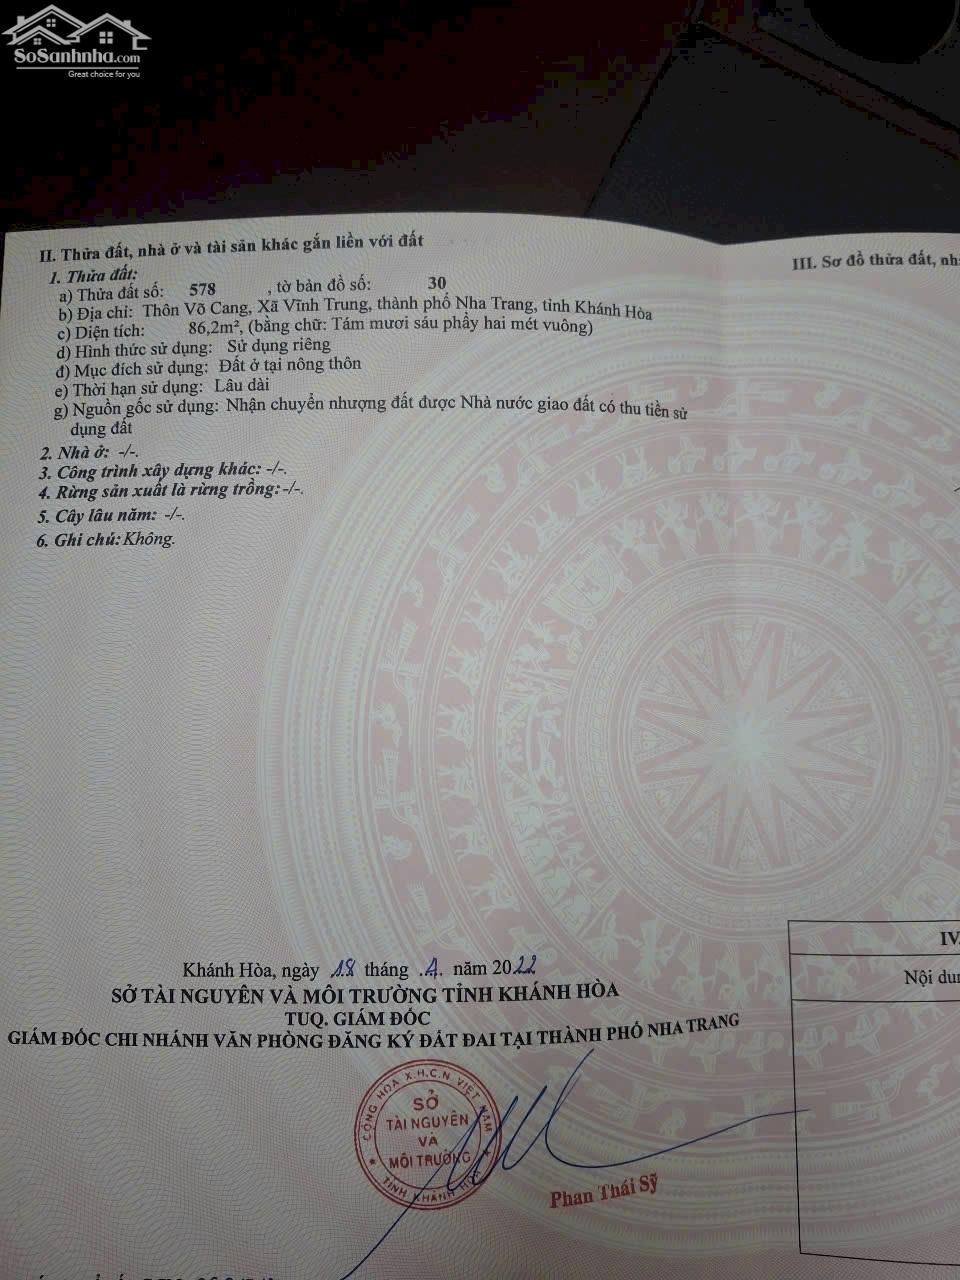 SoSanhnha.com
Great choice for you
II. Thửa đất, nhà ở và tài sản khác gắn liền với đất
III. Sơ đồ thửa đất,
1. Thửa đất:
a) Thửa đất số: 578 , tờ bản đồ số: 30
b) Địa chỉ: Thôn Võ Cang, Xã Vĩnh Trung, thành phố Nha Trang, tỉnh Khánh Hòa
c) Diện tích: 86,2m², (bằng chữ: Tám mươi sáu phẩy hai mét vuông)
d) Hình thức sử dụng: Sử dụng riêng
đ) Mục đích sử dụng: Đất ở tại nông thôn
e) Thời hạn sử dụng: Lâu dài
g) Nguồn gốc sử dụng: Nhận chuyển nhượng đất được Nhà nước giao đất có thu tiền sử
dụng đất
2. Nhà ở: -/-.
3. Công trình xây dựng khác: -/-.
4. Rừng sản xuất là rừng trồng: -/-.
5. Cây lâu năm: -/-.
6. Ghi chú: Không.
IV.
Nội
Khánh Hòa, ngày 18 tháng .4. năm 2022
SỞ TÀI NGUYÊN VÀ MÔI TRƯỜNG TỈNH KHÁNH HÒA
TUQ. GIÁM ĐỐC
GIÁM ĐỐC CHI NHÁNH VĂN PHÒNG ĐĂNG KÝ ĐẤT ĐAI TẠI THÀNH PHỐ NHA TRANG
CỘNG HÒA X.H.C.N VIỆT NAM
SỞ
TÀI NGUYÊN
VÀ
MÔI TRƯỜNG
TỈNH KHÁNH HÒA
Phan Thái Sỹ